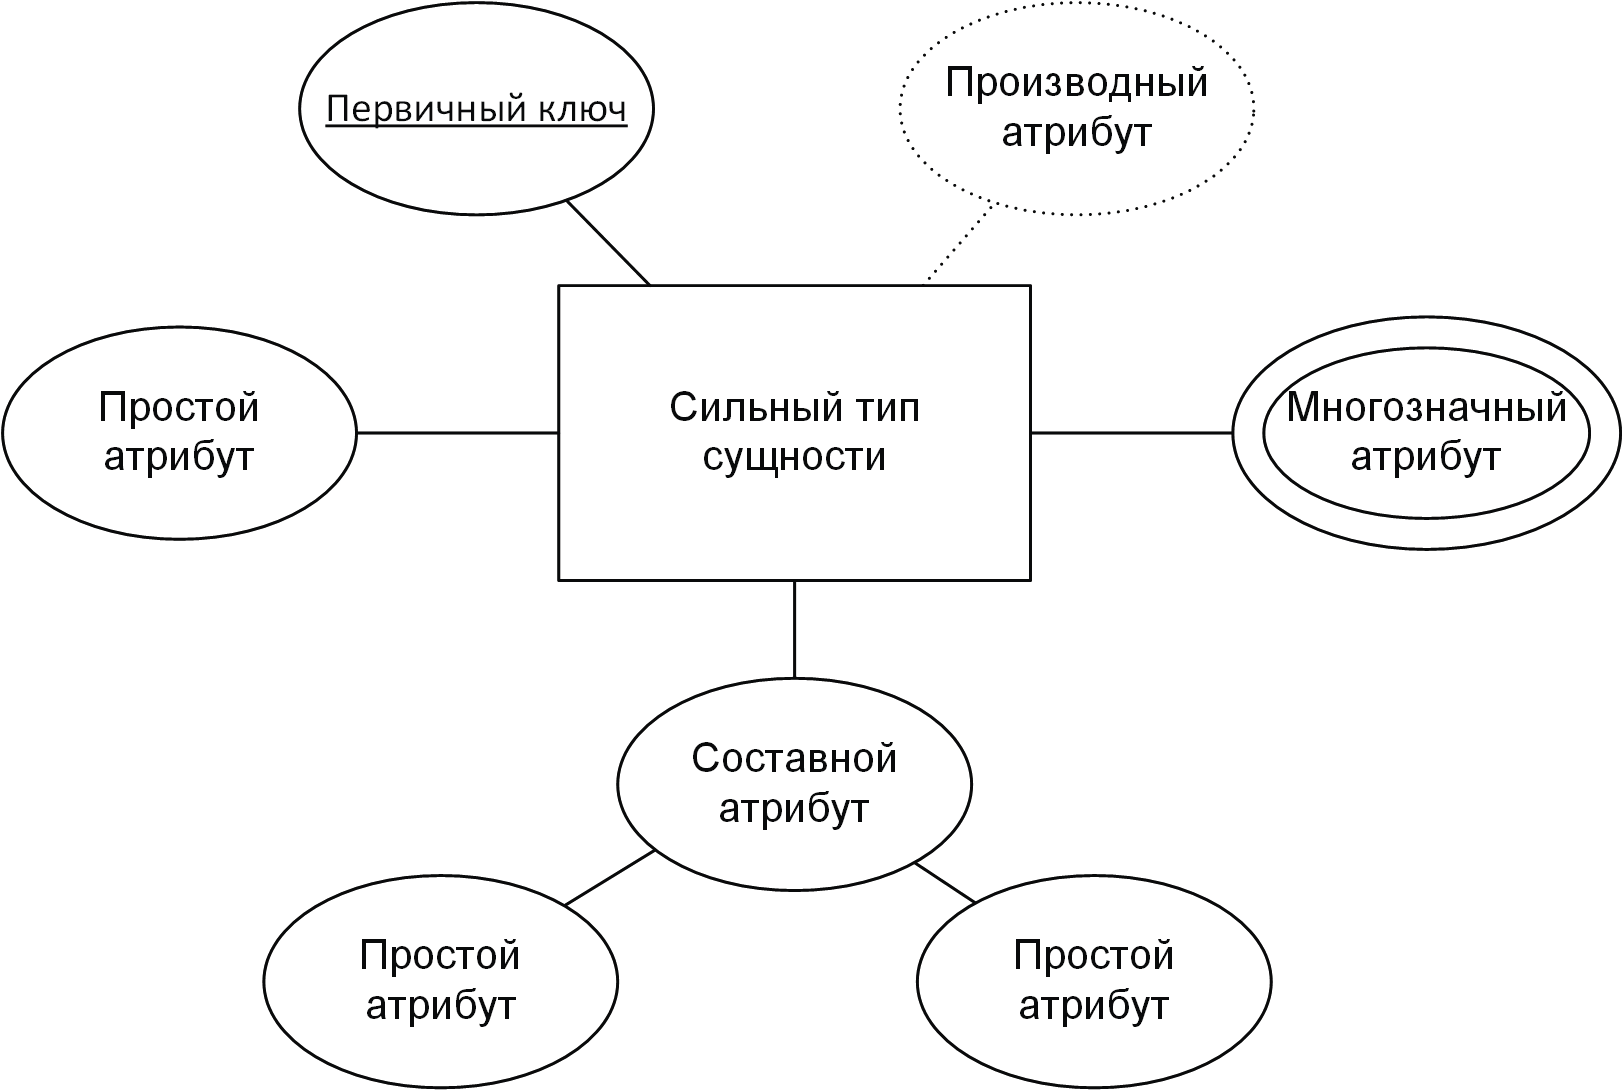 Первичный ключ
Производный
атрибут
Простой
атрибут
Сильный тип
сущности
Многозначный
атрибут
Составной
атрибут
Простой
атрибут
Простой
атрибут